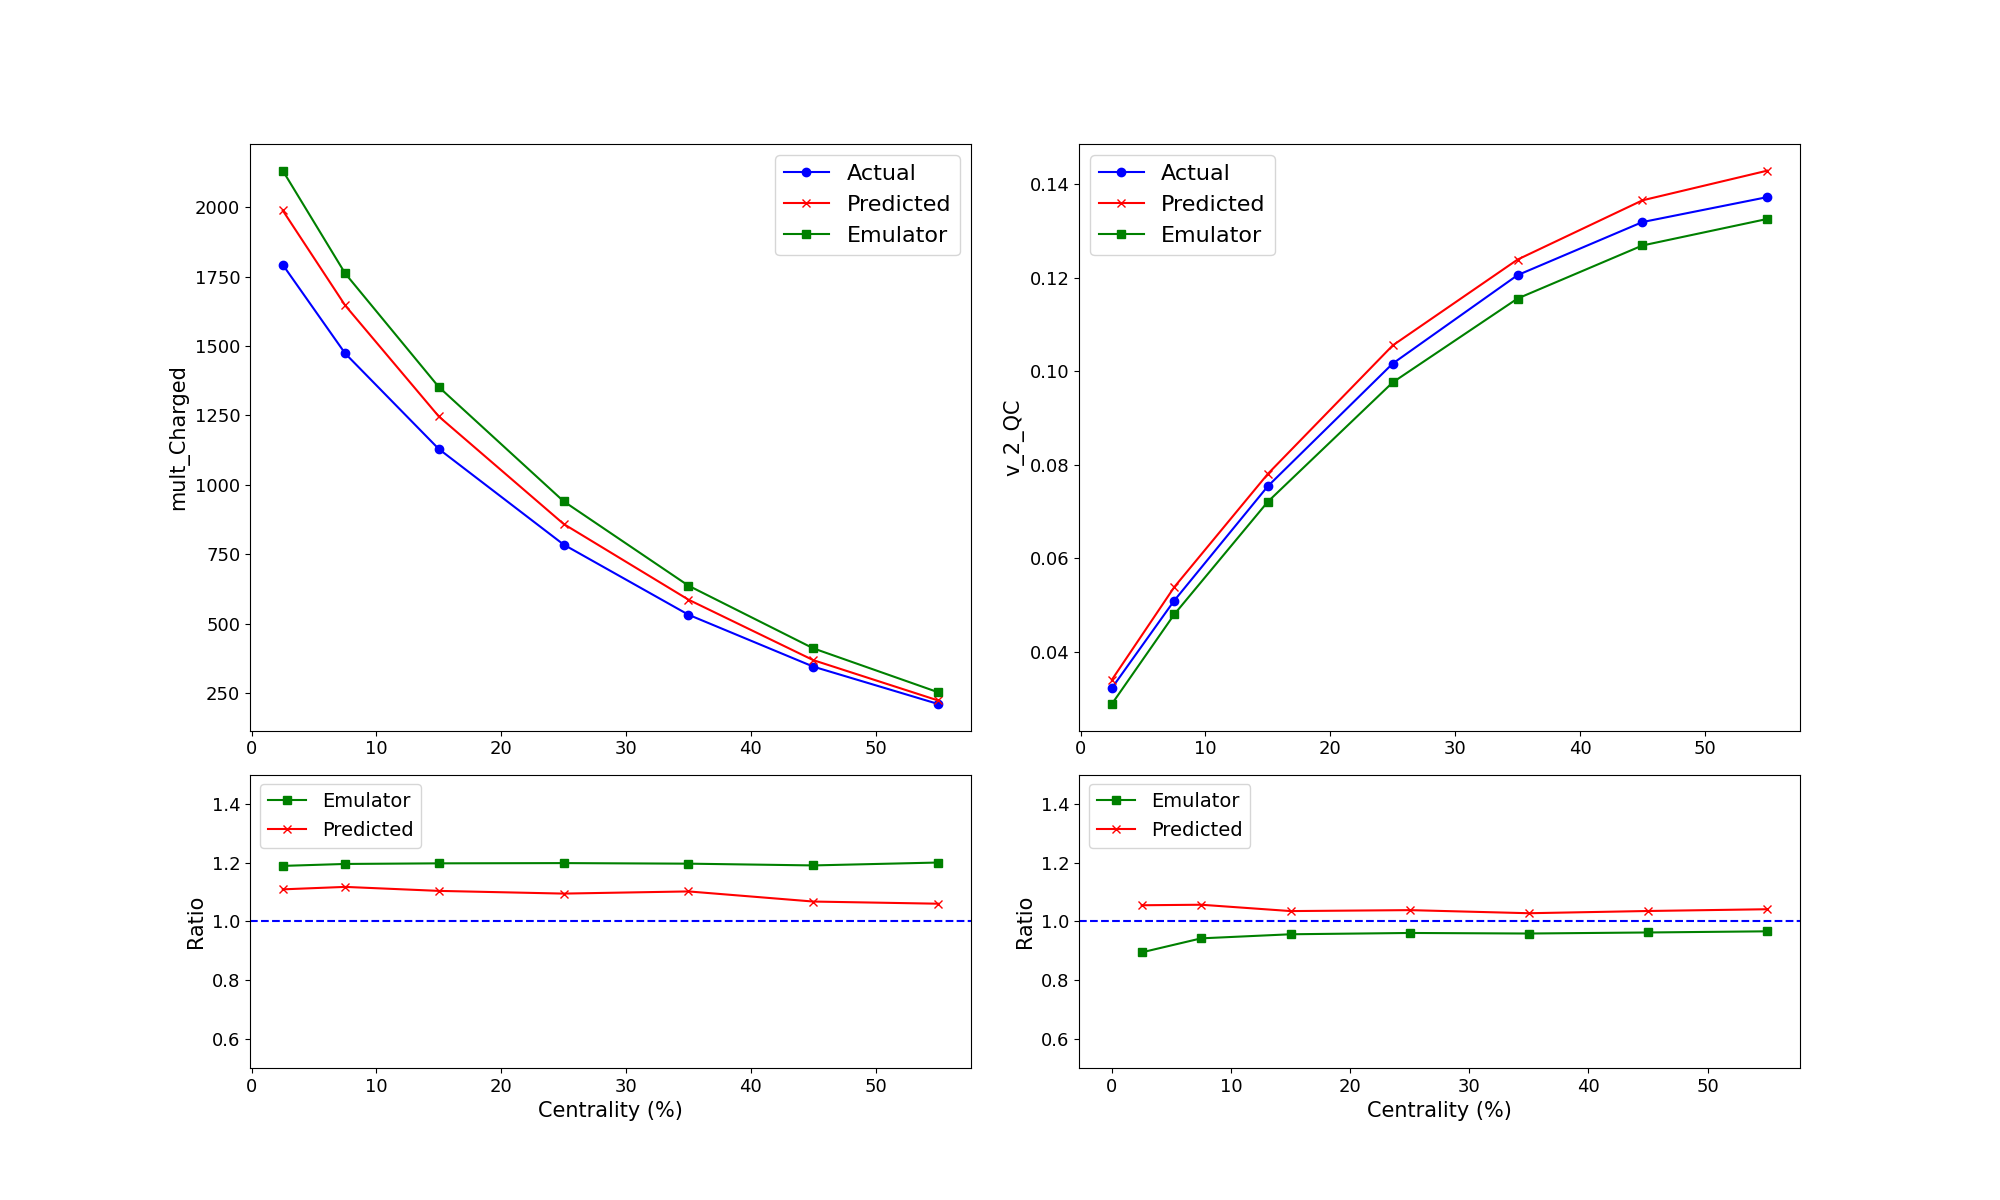 mult_Charged
2000
1750
1500
1250
1000
750
500
250
0 10 20 30 40 50
Actual
Predicted
Emulator
v_2_QC
0.14
0.12
0.10
0.08
0.06
0.04
0 10 20 30 40 50
Actual
Predicted
Emulator
Ratio
1.4
1.2
1.0
0.8
0.6
Emulator
Predicted
0 10 20 30 40 50
Centrality (%)
Ratio
1.4
1.2
1.0
0.8
0.6
Emulator
Predicted
0 10 20 30 40 50
Centrality (%)